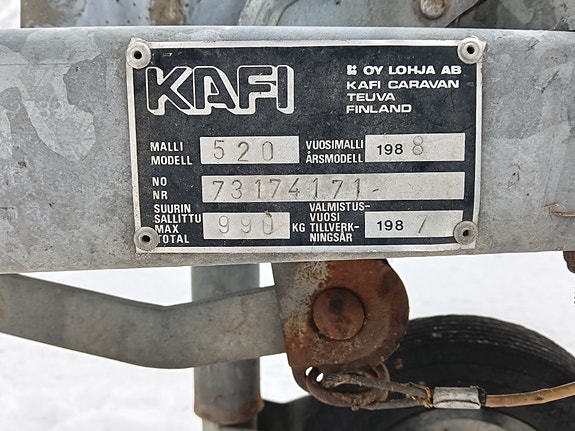 KAFI
OY LOHJA AB
KAFI CARAVAN
TEUVA
FINLAND
MALLI
MODELL 520
VUOSIMALLI
ÅRSMODELL 1988
NO
NR 73174171-
SUURIN
SALLITTU
MAX
TOTAL 990 KG
VALMISTUS-
VUOSI
TILLVERK-
NINGSÅR 1987